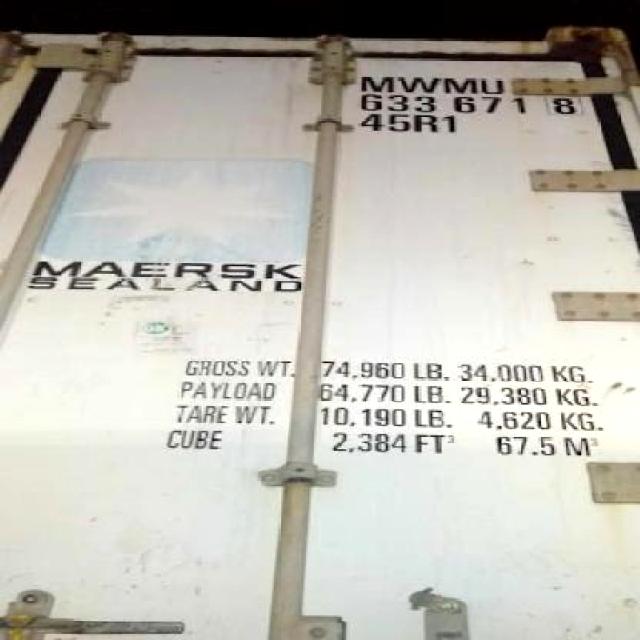 MWMU
633 671 8
45R1
MAERSK
SEALAND
GROSS WT. 74,960 LB. 34,000 KG.
PAYLOAD 64,770 LB. 29,380 KG.
TARE WT. 10,190 LB. 4,620 KG.
CUBE 2,384 FT³ 67.5 M³